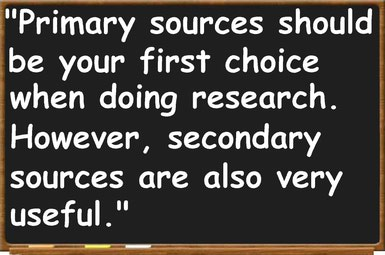 "Primary sources should
be your first choice
when doing research.
However, secondary
sources are also very
useful."